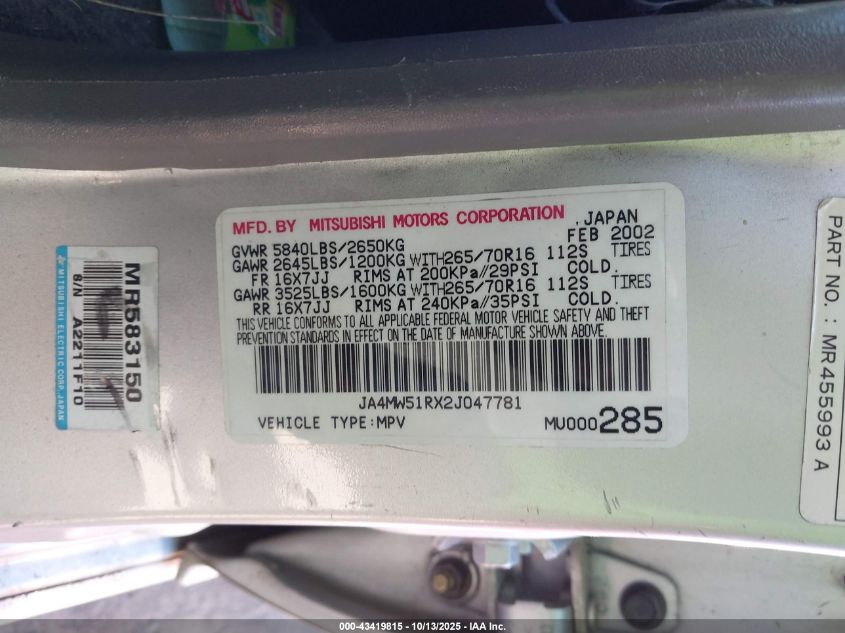 MFD. BY MITSUBISHI MOTORS CORPORATION , JAPAN
FEB 2002
GVWR 5840LBS/2650KG
GAWR 2645LBS/1200KG WITH265/70R16 112S TIRES
FR 16X7JJ RIMS AT 200KPa//29PSI COLD.
GAWR 3525LBS/1600KG WITH265/70R16 112S TIRES
RR 16X7JJ RIMS AT 240KPa//35PSI COLD.
THIS VEHICLE CONFORMS TO ALL APPLICABLE FEDERAL MOTOR VEHICLE SAFETY AND THEFT
PREVENTION STANDARDS IN EFFECT ON THE DATE OF MANUFACTURE SHOWN ABOVE.
JA4MW51RX2J047781
VEHICLE TYPE:MPV MU000285
MR583150
S/N A2211F10
MITSUBISHI ELECTRIC CORP. JAPAN
PART NO.: MR455993 A
000-43419815 - 10/13/2025 - IAA Inc.